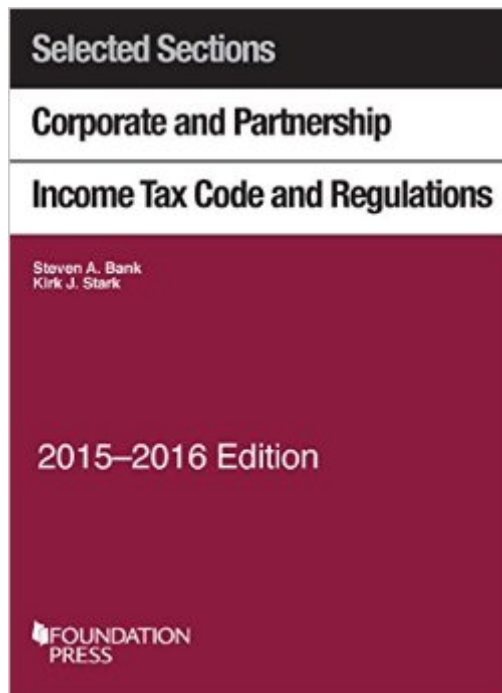 Selected Sections
Corporate and Partnership
Income Tax Code and Regulations
Steven A. Bank
Kirk J. Stark
2015–2016 Edition
FOUNDATION
PRESS